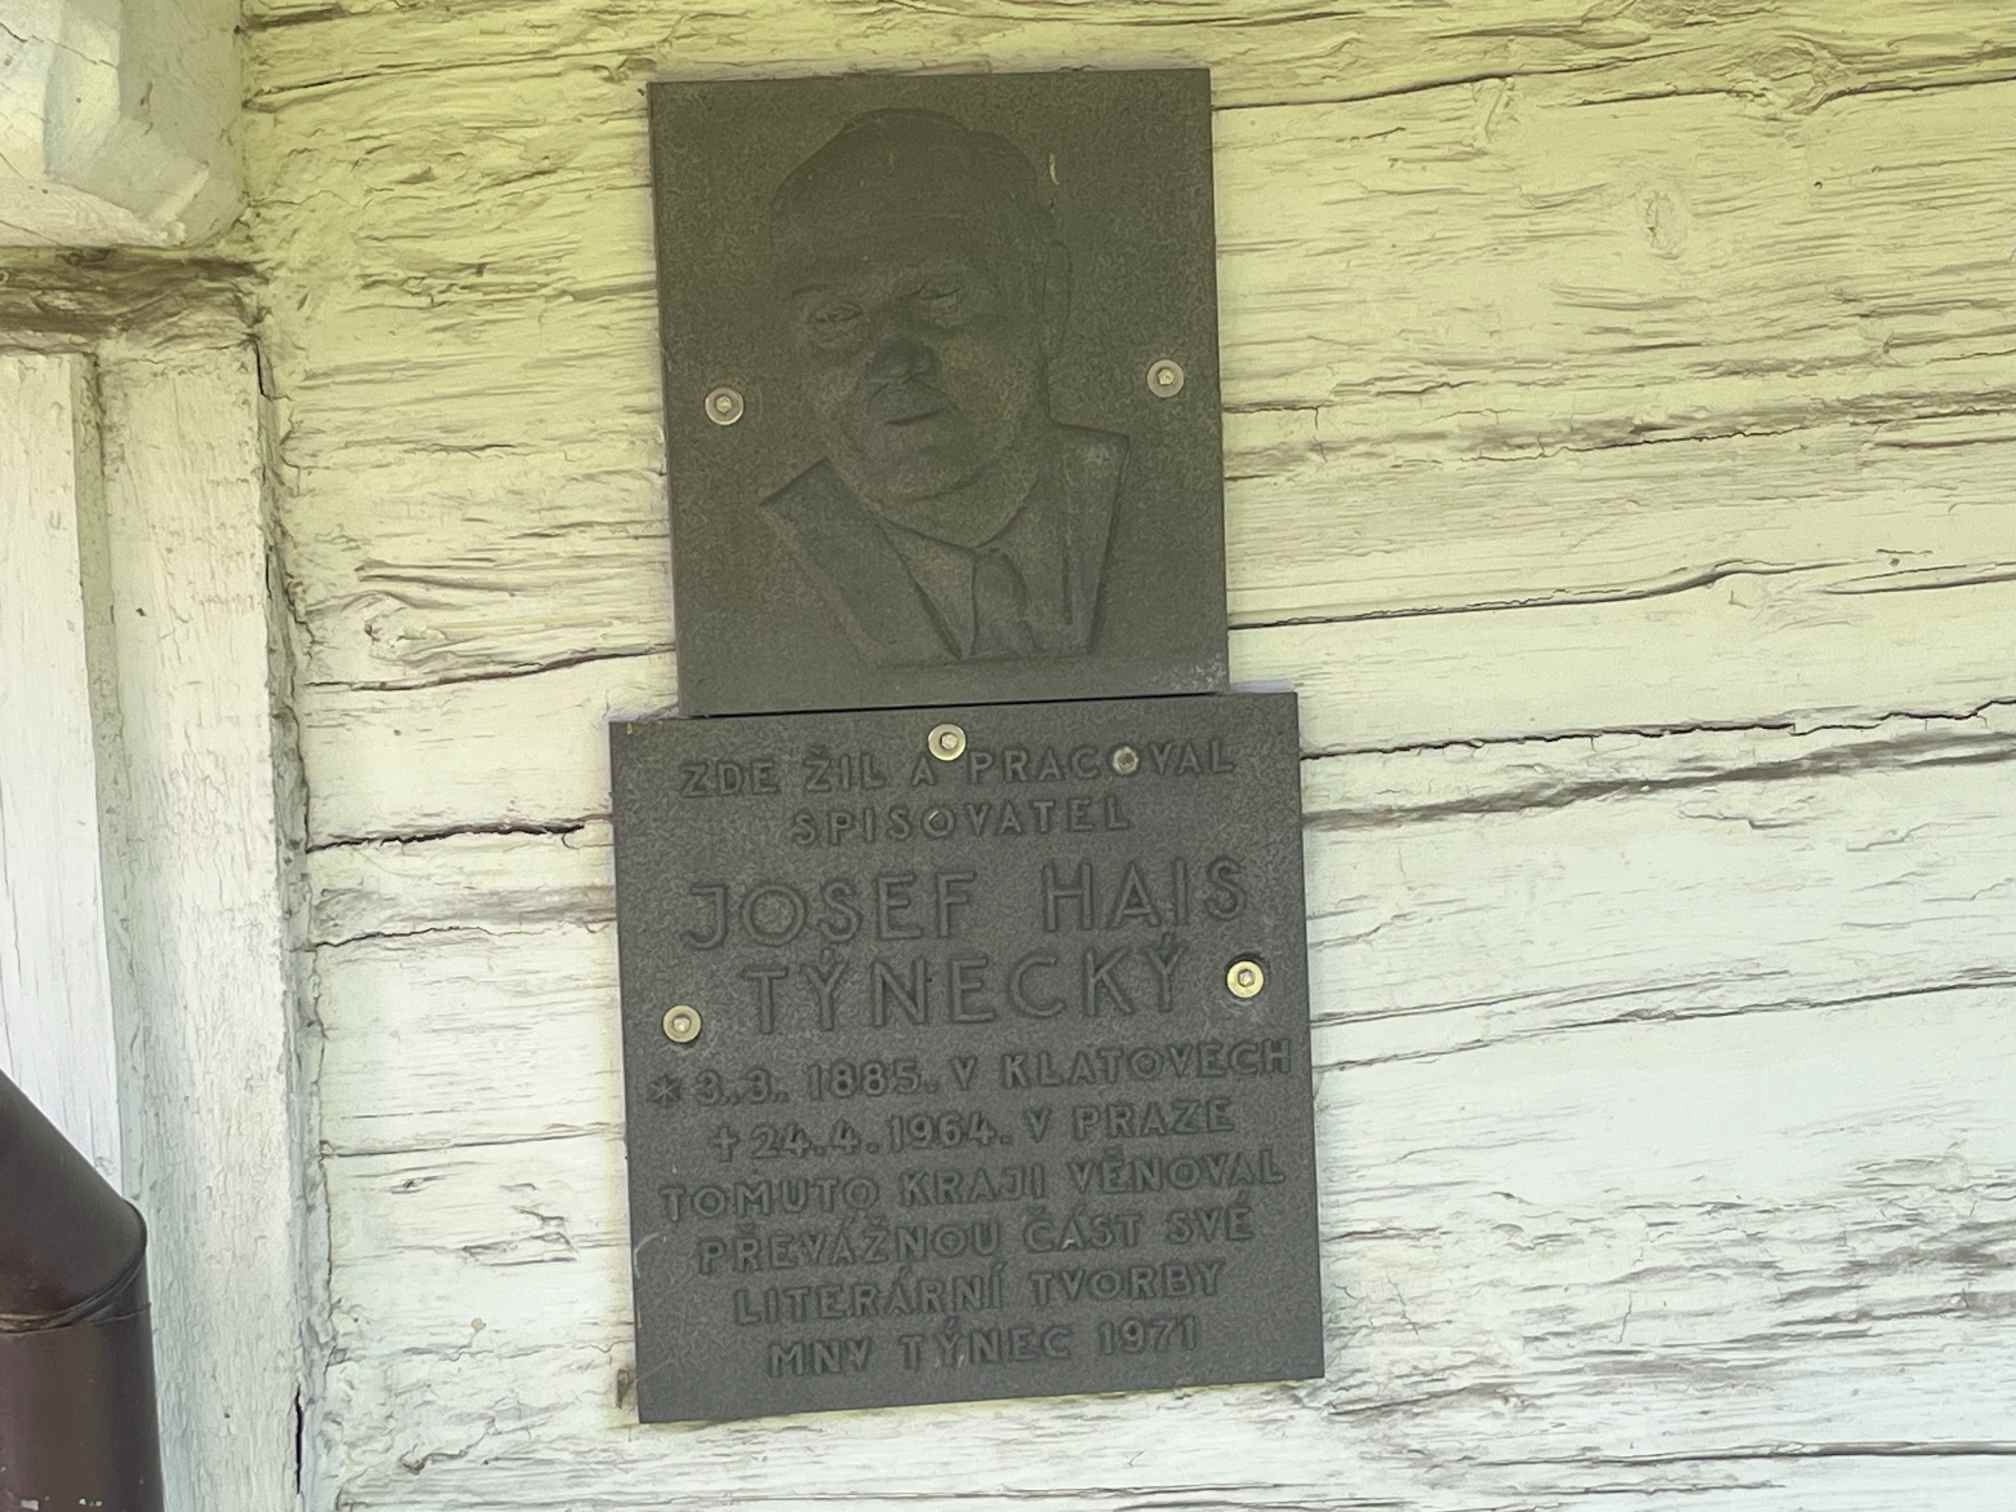 ZDE ŽIL A PRACOVAL
SPISOVATEL
JOSEF HAIS
TÝNECKÝ
* 3. 3. 1885. V KLATOVECH
† 24. 4. 1964. V PRAZE
TOMUTO KRAJI VĚNOVAL
PŘEVÁŽNOU ČÁST SVÉ
LITERÁRNÍ TVORBY
MNV TÝNEC 1971